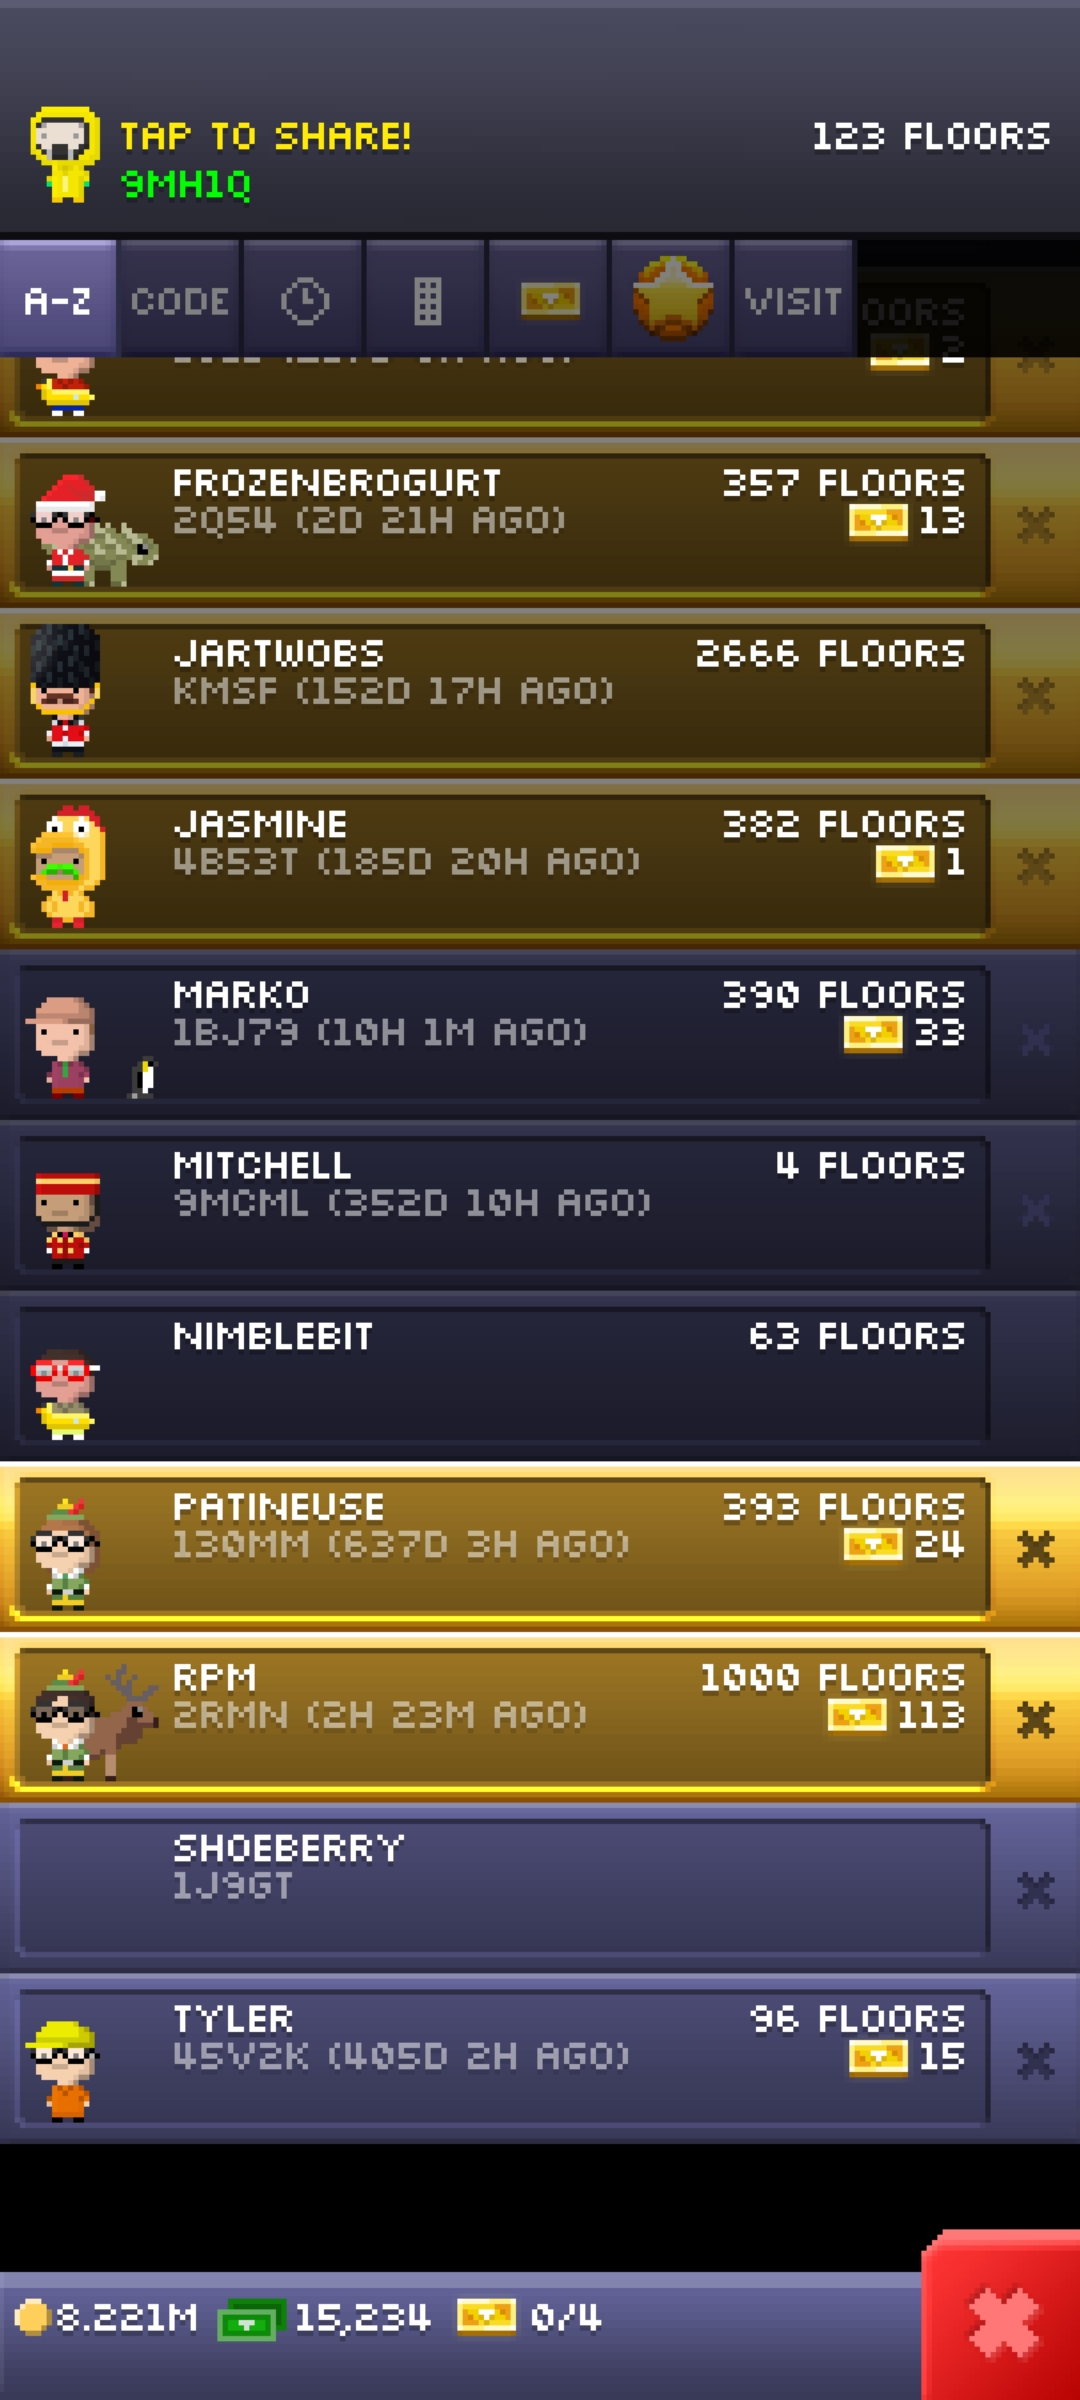 TAP TO SHARE!
123 FLOORS
9MH1Q
A-Z CODE VISIT
OORS
2
FROZENBROGURT 357 FLOORS
2Q54 (2D 21H AGO) 13
JARTWOBS 2666 FLOORS
KMSF (152D 17H AGO)
JASMINE 382 FLOORS
4B53T (185D 20H AGO) 1
MARKO 390 FLOORS
1BJ79 (10H 1M AGO) 33
MITCHELL 4 FLOORS
9MCML (352D 10H AGO)
NIMBLEBIT 63 FLOORS
PATINEUSE 393 FLOORS
130MM (637D 3H AGO) 24
RPM 1000 FLOORS
2RMN (2H 23M AGO) 113
SHOEBERRY
1J9GT
TYLER 96 FLOORS
45V2K (405D 2H AGO) 15
8.221M 15,234 0/4